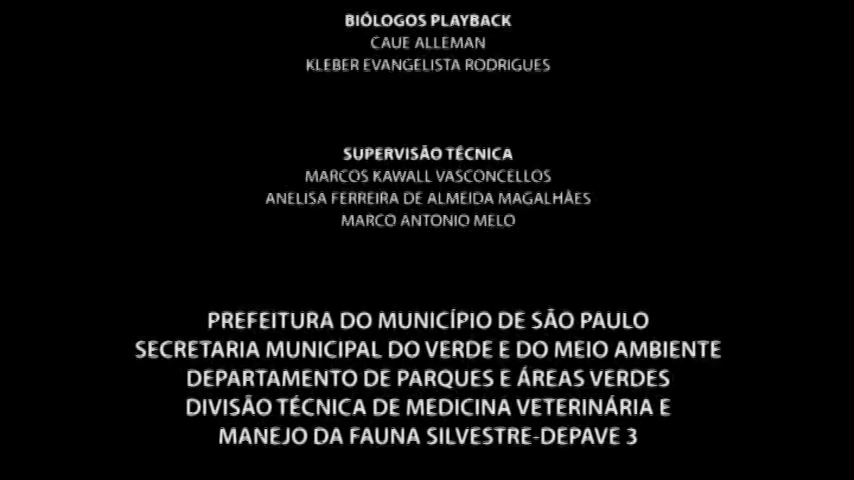 BIÓLOGOS PLAYBACK
CAUE ALLEMAN
KLEBER EVANGELISTA RODRIGUES
SUPERVISÃO TÉCNICA
MARCOS KAWALL VASCONCELLOS
ANELISA FERREIRA DE ALMEIDA MAGALHÃES
MARCO ANTONIO MELO
PREFEITURA DO MUNICÍPIO DE SÃO PAULO
SECRETARIA MUNICIPAL DO VERDE E DO MEIO AMBIENTE
DEPARTAMENTO DE PARQUES E ÁREAS VERDES
DIVISÃO TÉCNICA DE MEDICINA VETERINÁRIA E
MANEJO DA FAUNA SILVESTRE-DEPAVE 3